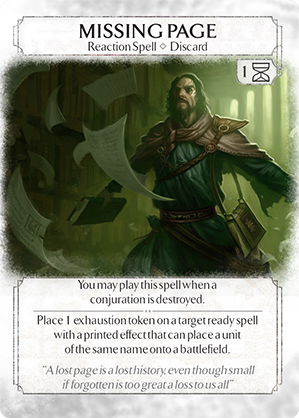 MISSING PAGE
Reaction Spell ◇ Discard
1
You may play this spell when a
conjuration is destroyed.
Place 1 exhaustion token on a target ready spell
with a printed effect that can place a unit
of the same name onto a battlefield.
"A lost page is a lost history, even though small
if forgotten is too great a loss to us all"